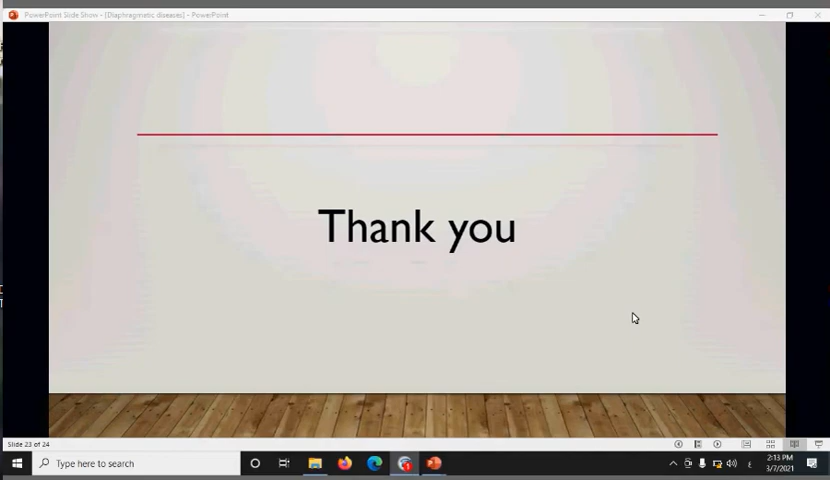 PowerPoint Slide Show - [Diaphragmatic diseases] - PowerPoint
Thank you
Slide 23 of 24
Type here to search
1
ع
2:13 PM
3/7/2021